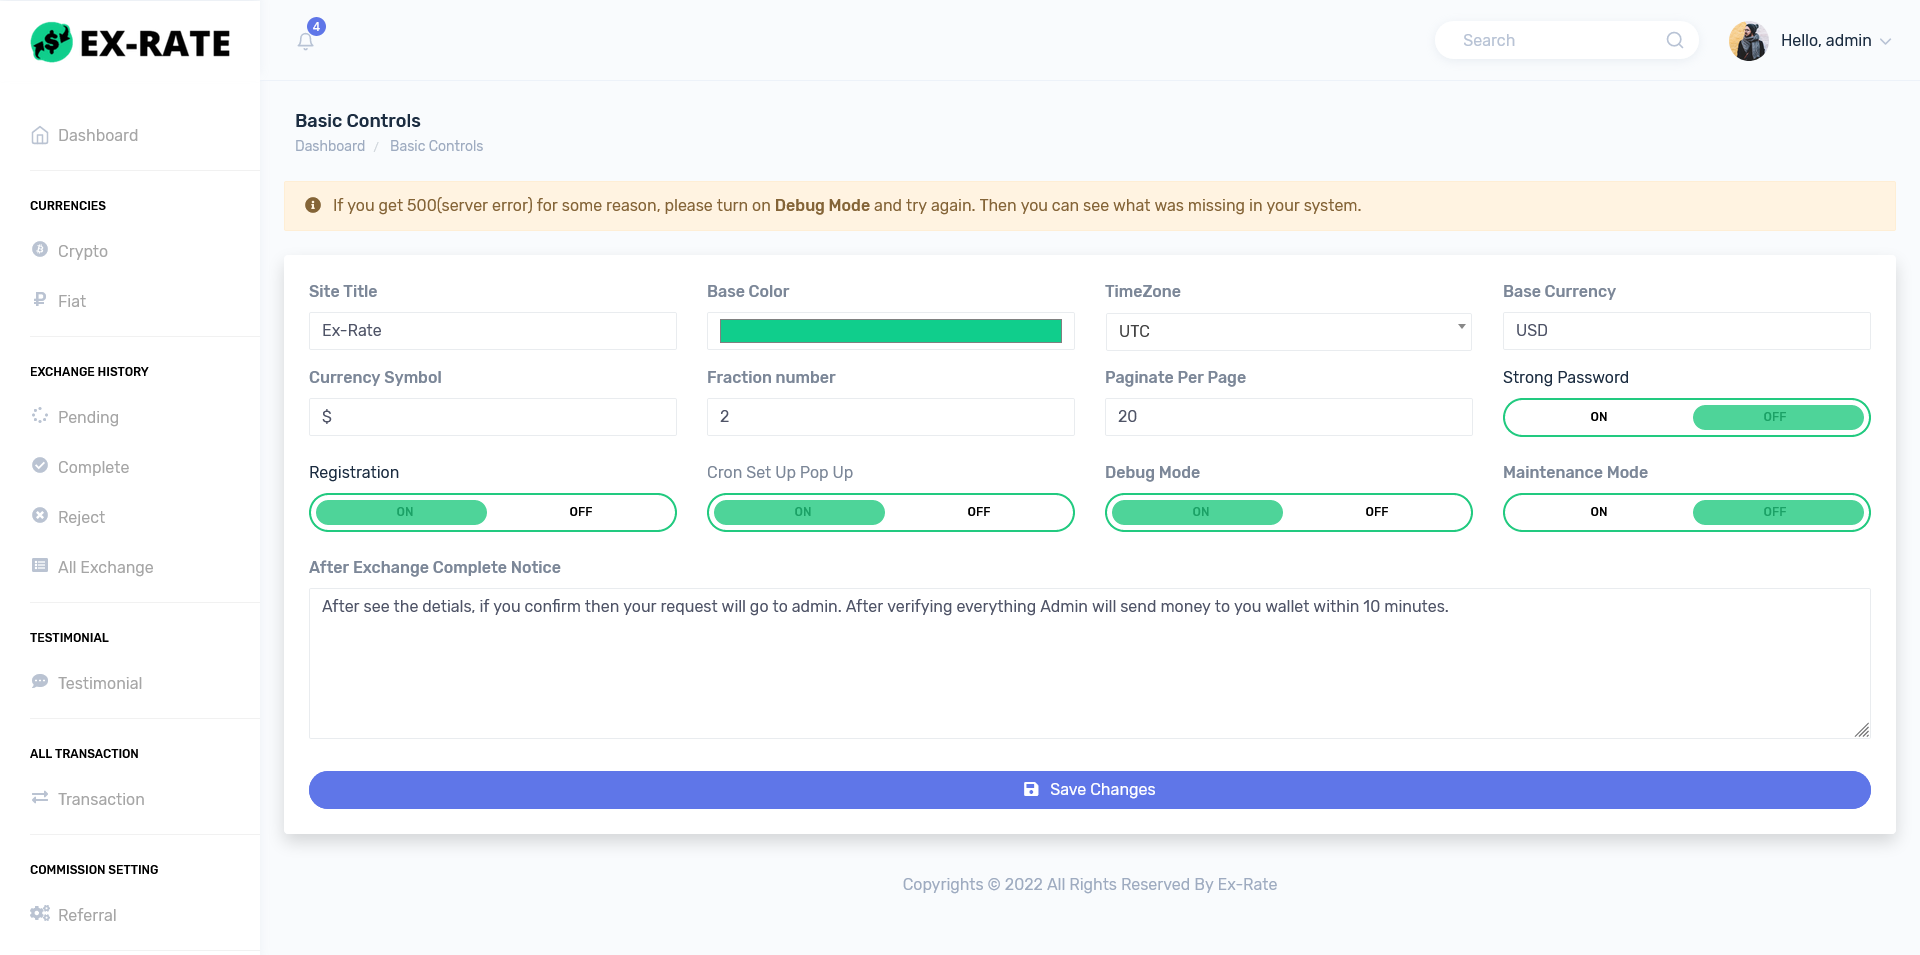 EX-RATE
4
Search
Hello, admin
Dashboard
CURRENCIES
Crypto
Fiat
EXCHANGE HISTORY
Pending
Complete
Reject
All Exchange
TESTIMONIAL
Testimonial
ALL TRANSACTION
Transaction
COMMISSION SETTING
Referral
Basic Controls
Dashboard / Basic Controls
If you get 500(server error) for some reason, please turn on Debug Mode and try again. Then you can see what was missing in your system.
Site Title Base Color TimeZone Base Currency
Ex-Rate UTC USD
Currency Symbol Fraction number Paginate Per Page Strong Password
$ 2 20 ON OFF
Registration Cron Set Up Pop Up Debug Mode Maintenance Mode
ON OFF ON OFF ON OFF ON OFF
After Exchange Complete Notice
After see the detials, if you confirm then your request will go to admin. After verifying everything Admin will send money to you wallet within 10 minutes.
Save Changes
Copyrights © 2022 All Rights Reserved By Ex-Rate